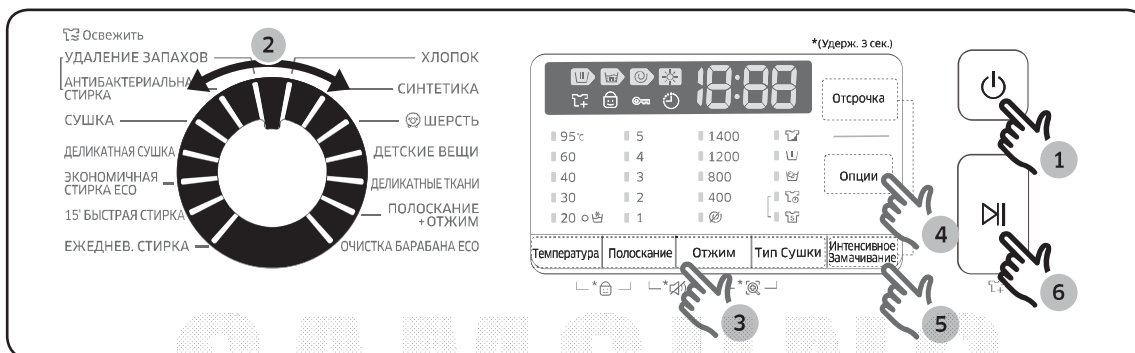 Освежить
УДАЛЕНИЕ ЗАПАХОВ
АНТИБАКТЕРИАЛЬНА
СТИРКА
СУШКА
ДЕЛИКАТНАЯ СУШКА
ЭКОНОМИЧНАЯ
СТИРКА ECO
15' БЫСТРАЯ СТИРКА
ЕЖЕДНЕВ. СТИРКА
2
ХЛОПОК
СИНТЕТИКА
ШЕРСТЬ
ДЕТСКИЕ ВЕЩИ
ДЕЛИКАТНЫЕ ТКАНИ
ПОЛОСКАНИЕ
+ОТЖИМ
ОЧИСТКА БАРАБАНА ECO
*(Удерж. 3 сек.)
18:88
95℃ 5 1400
60 4 1200
40 3 800
30 2 400
20 1
Отсрочка
Опции
Температура Полоскание Отжим Тип Сушки Интенсивное
Замачивание
* * *
1
4
3
5
6
SAMSUNG